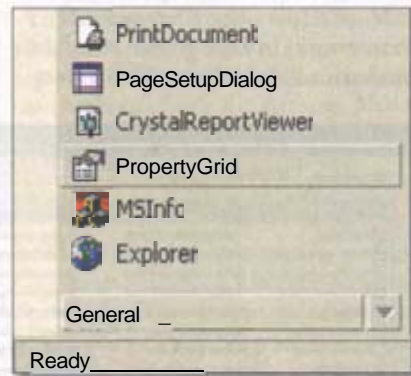 PrintDocument
PageSetupDialog
CrystalReportViewer
PropertyGrid
MSInfo
Explorer
General
Ready